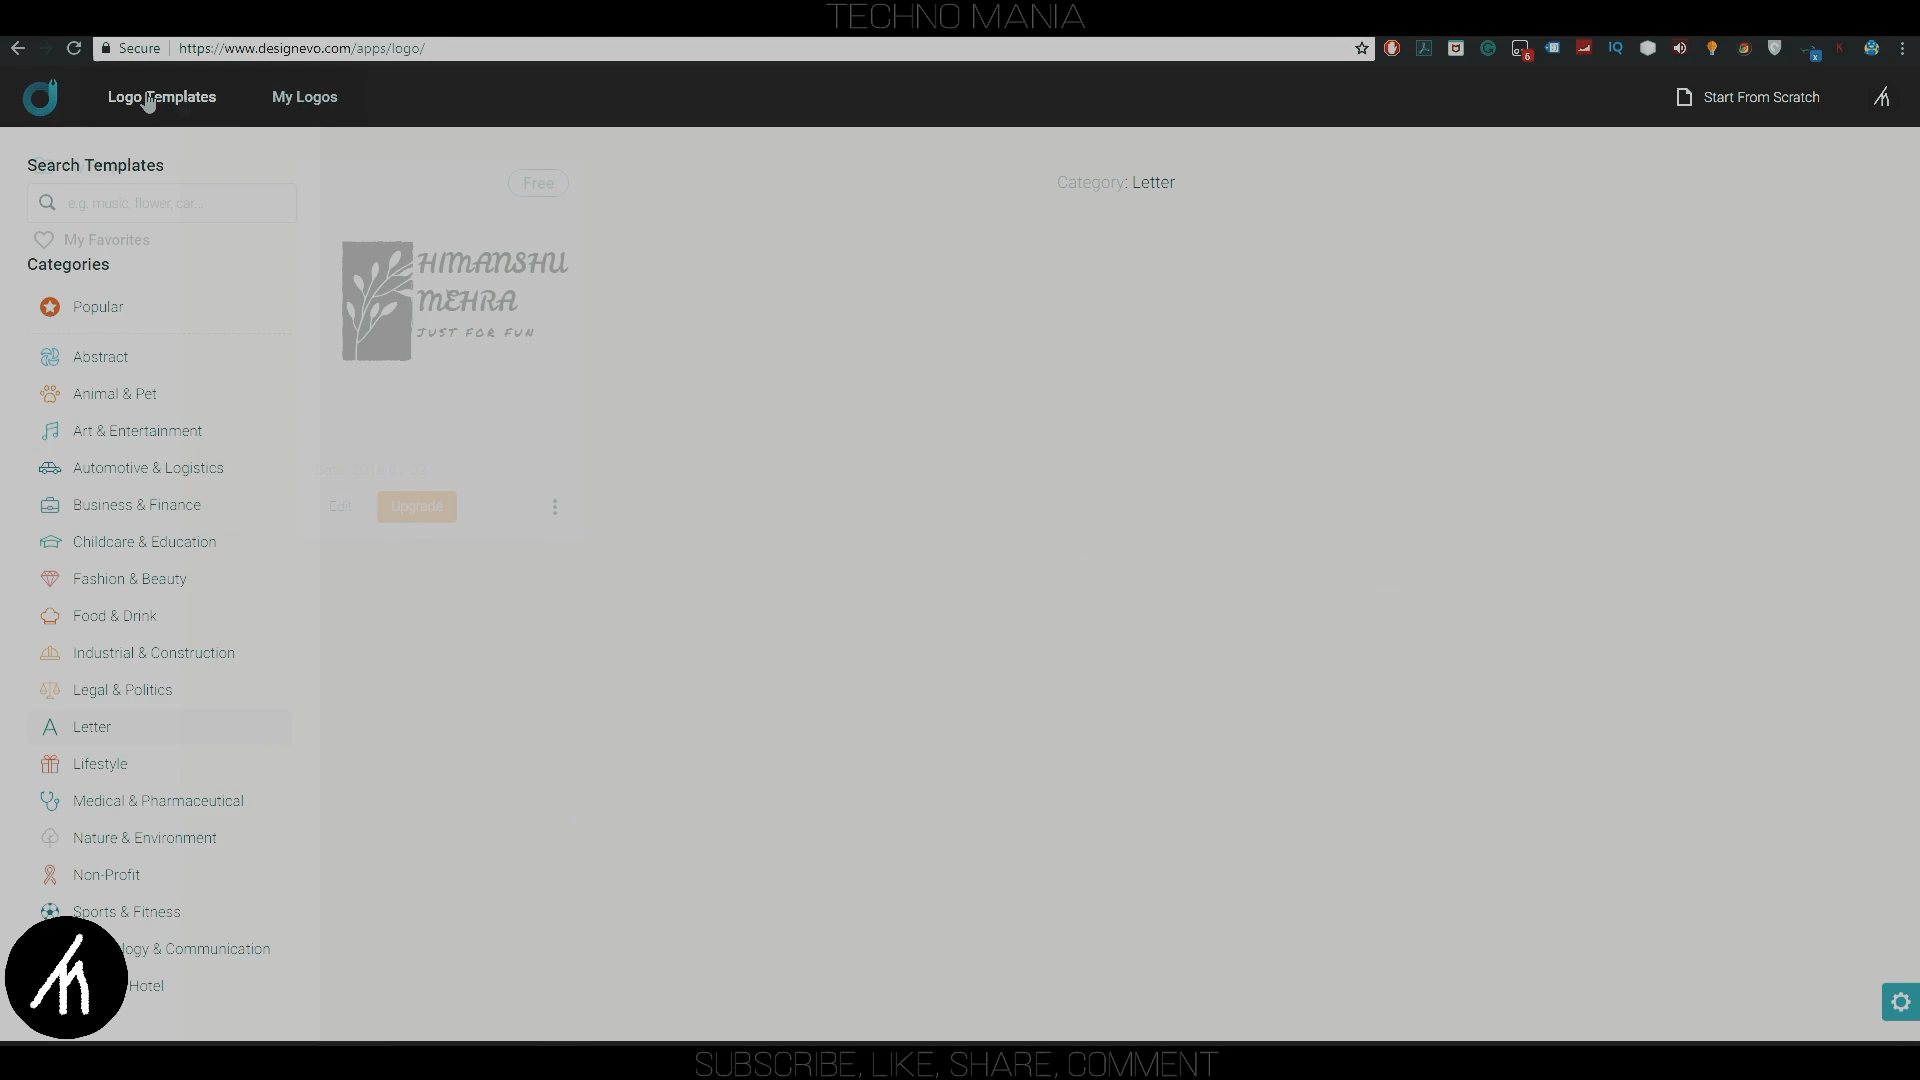 TECHNO MANIA
Secure
https://www.designevo.com/apps/logo/
6
IQ
K
x
Logo Templates
My Logos
Start From Scratch
Search Templates
e.g. music, flower, car...
My Favorites
Categories
Popular
Abstract
Animal & Pet
Art & Entertainment
Automotive & Logistics
Business & Finance
Childcare & Education
Fashion & Beauty
Food & Drink
Industrial & Construction
Legal & Politics
Letter
Lifestyle
Medical & Pharmaceutical
Nature & Environment
Non-Profit
Sports & Fitness
logy & Communication
Hotel
Free
HIMANSHU
MEHRA
JUST FOR FUN
Edit
Upgrade
Category: Letter
SUBSCRIBE, LIKE, SHARE, COMMENT